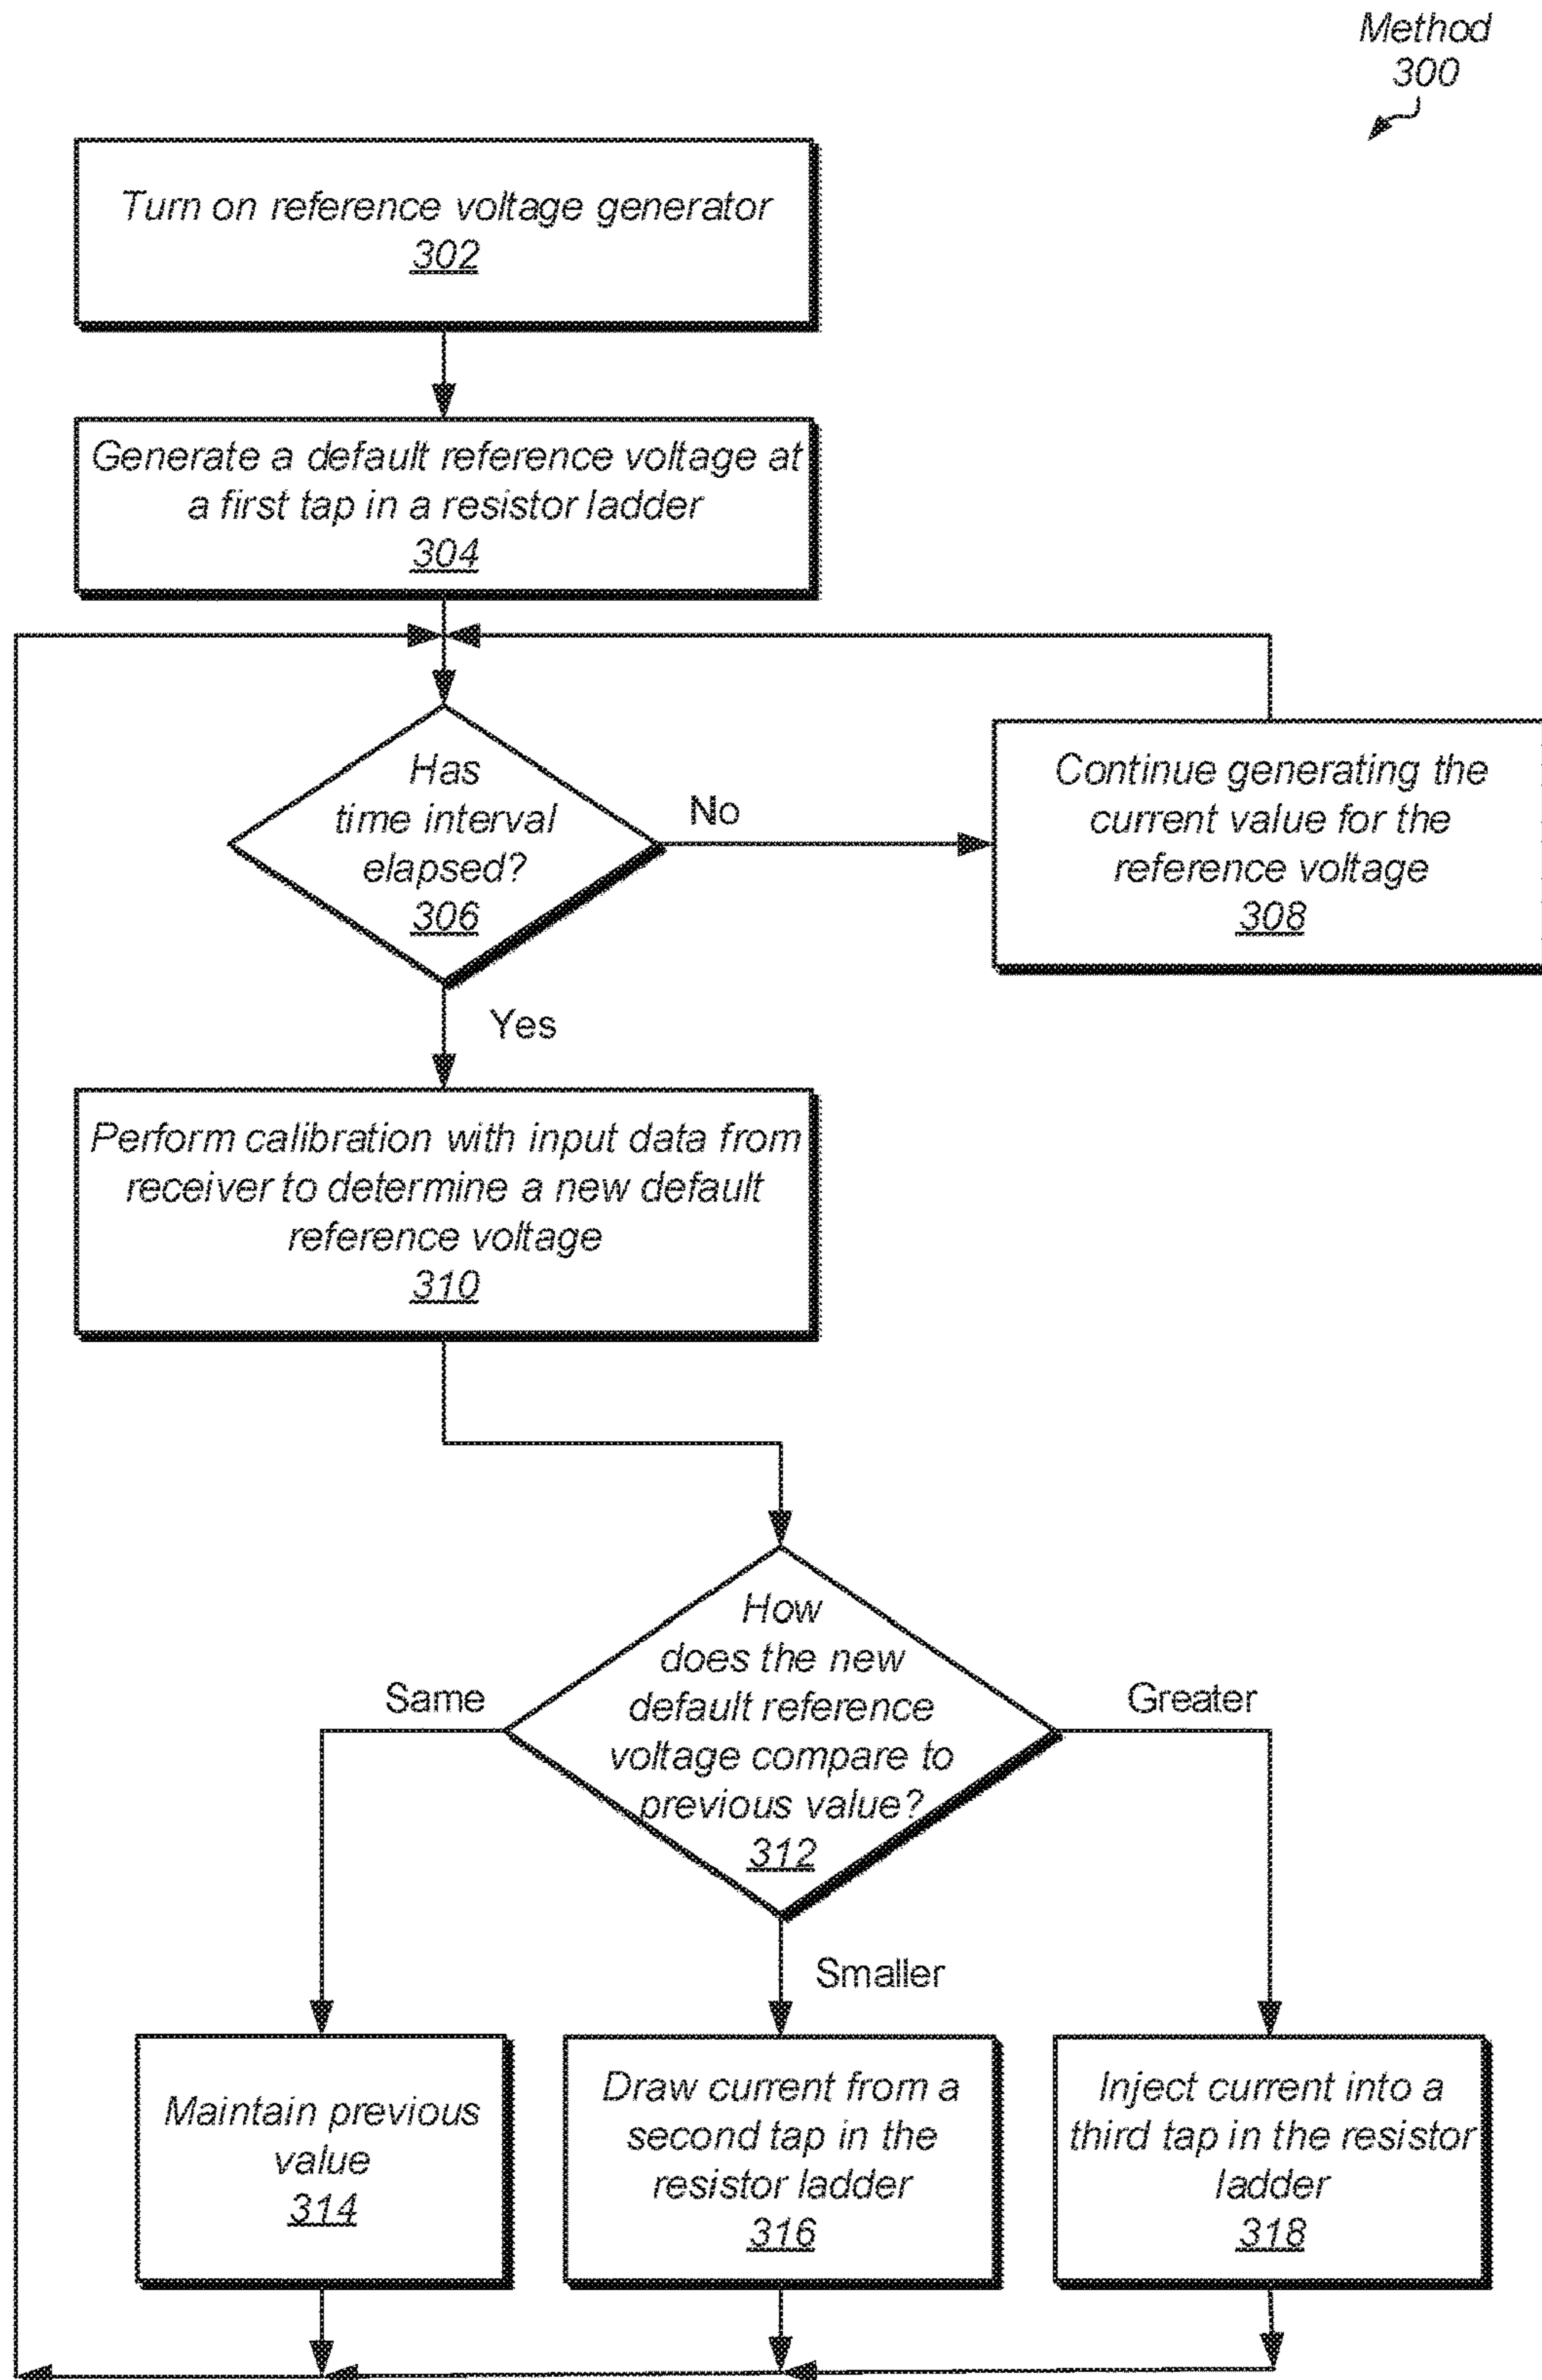 Method
300
Turn on reference voltage generator
302
Generate a default reference voltage at
a first tap in a resistor ladder
304
Has
time interval
elapsed?
306
No
Continue generating the
current value for the
reference voltage
308
Yes
Perform calibration with input data from
receiver to determine a new default
reference voltage
310
How
does the new
default reference
voltage compare to
previous value?
312
Same
Greater
Smaller
Maintain previous
value
314
Draw current from a
second tap in the
resistor ladder
316
Inject current into a
third tap in the resistor
ladder
318